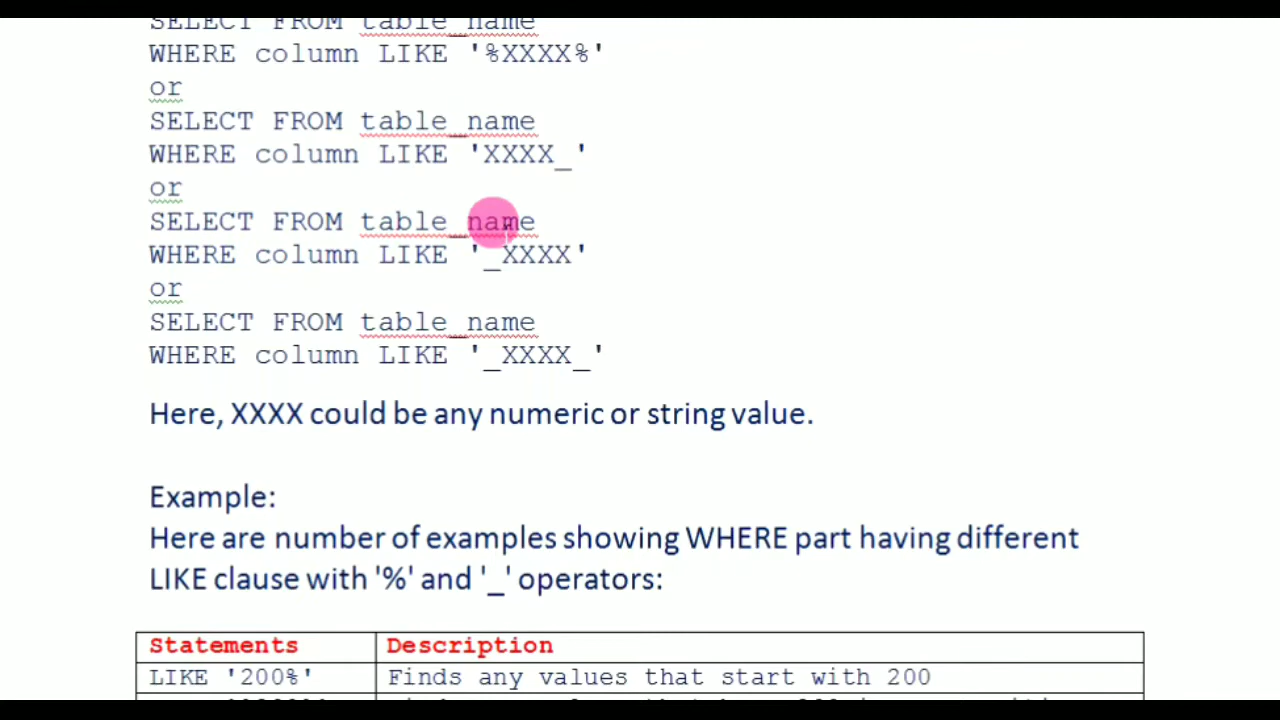 SELECT FROM table_name
WHERE column LIKE '%XXXX%'
or
SELECT FROM table_name
WHERE column LIKE 'XXXX_'
or
SELECT FROM table_name
WHERE column LIKE '_XXXX'
or
SELECT FROM table_name
WHERE column LIKE '_XXXX_'
Here, XXXX could be any numeric or string value.
Example:
Here are number of examples showing WHERE part having different
LIKE clause with '%' and '_' operators:
Statements Description
LIKE '200%' Finds any values that start with 200